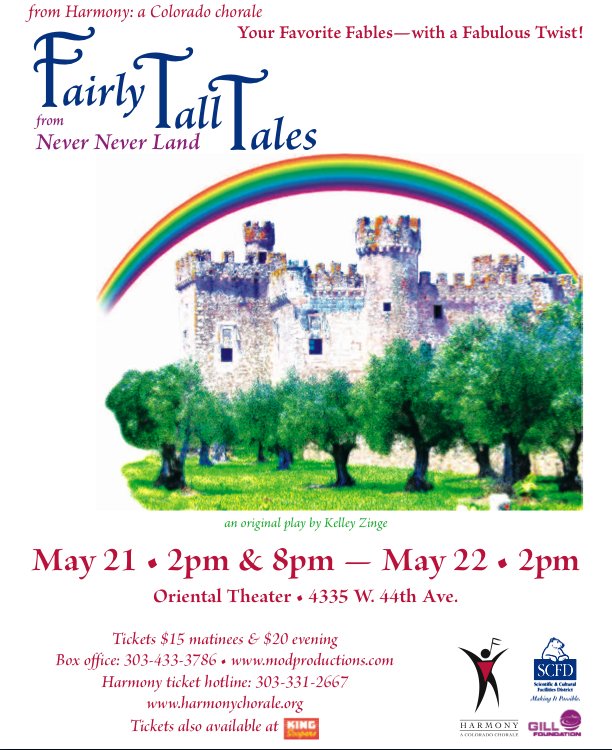 from Harmony: a Colorado chorale
Your Favorite Fables—with a Fabulous Twist!
Fairly Tall Tales
from
Never Never Land
an original play by Kelley Zinge
May 21 • 2pm & 8pm — May 22 • 2pm
Oriental Theater • 4335 W. 44th Ave.
Tickets $15 matinees & $20 evening
Box office: 303-433-3786 • www.modproductions.com
Harmony ticket hotline: 303-331-2667
www.harmonychorale.org
Tickets also available at KING Soopers
HARMONY
A COLORADO CHORALE
SCFD
Scientific & Cultural
Facilities District
Making It Possible.
GILL
FOUNDATION